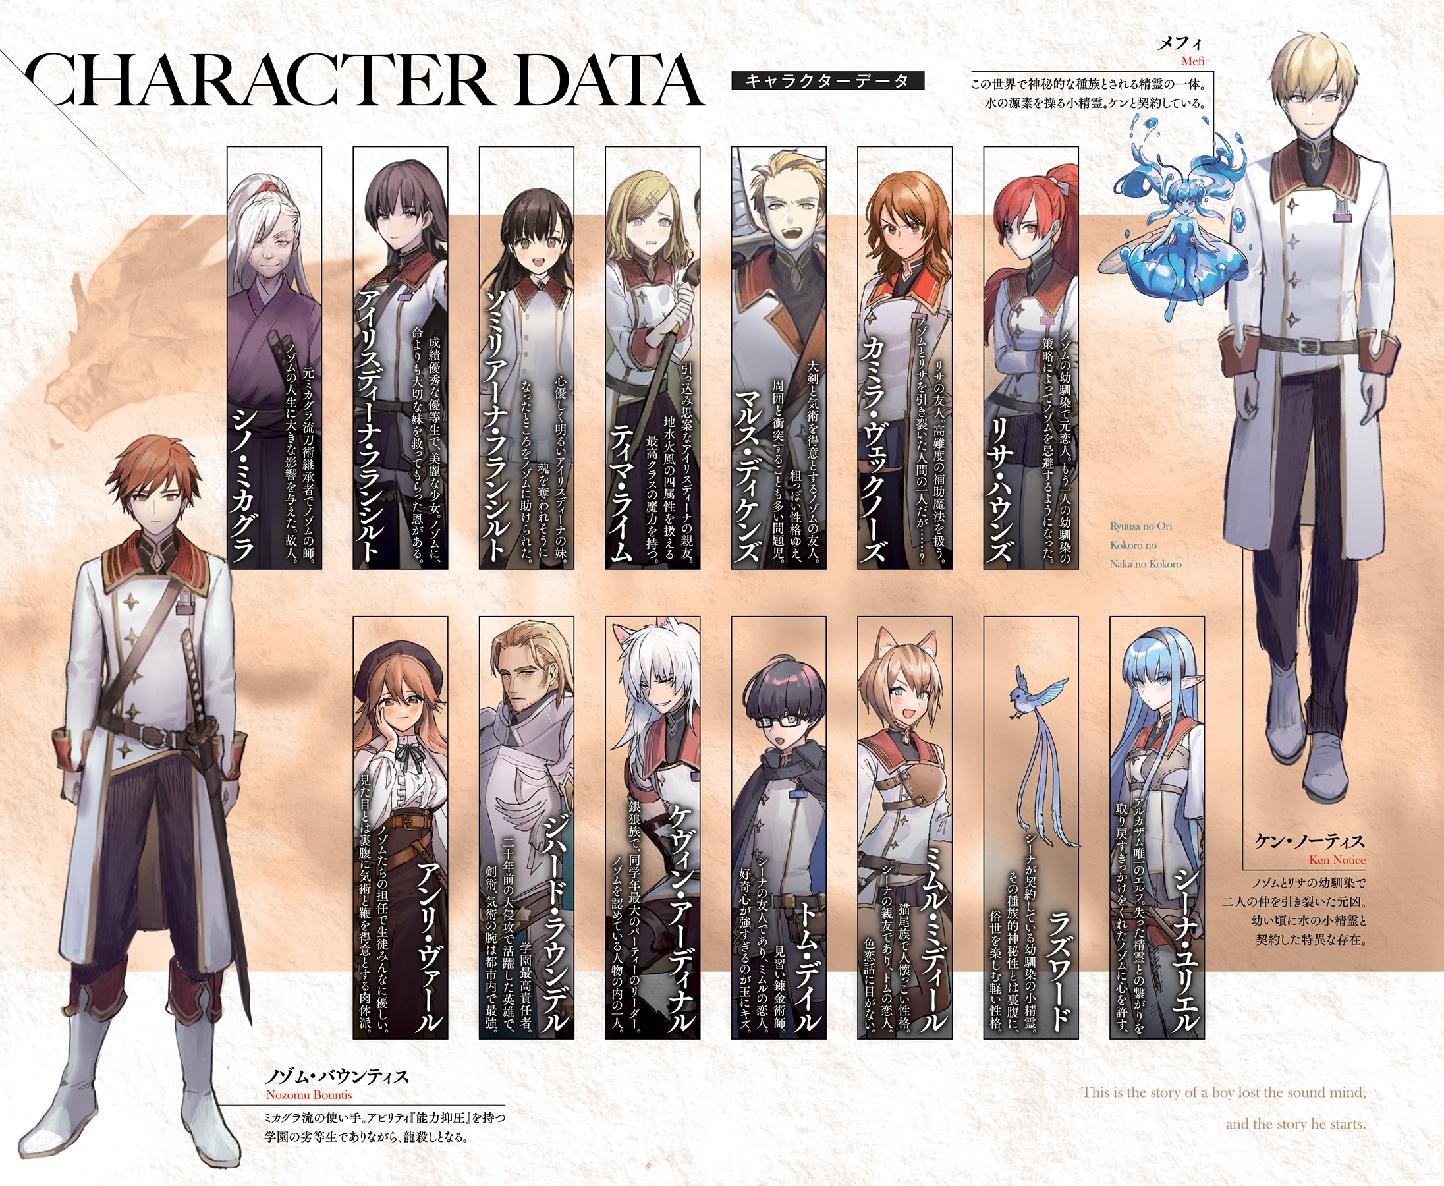 CHARACTER DATA
キャラクターデータ
メフィ
Mefi
この世界で神秘的な種族とされる精霊の一体。
水の源素を操る小精霊。ケンと契約している。
リサ・ハウンズ
ノゾムの幼馴染で元恋人。もう一人の幼馴染の
策略によってノゾムを忌避するようになった。
カミラ・ヴェックノーズ
リサの友人。高難度の補助魔法を扱う。
ノゾムとリサを引き裂いた人間の一人だが……？
マルス・ディケンズ
大剣と気術を得意とするノゾムの友人。
粗っぽい性格ゆえ、
周囲と衝突することも多い問題児。
ティマ・ライム
引っ込み思案なアイリスディーナの親友。
地水火風の四属性を扱える
最高クラスの魔力を持つ。
ソミリアーナ・フランシルト
心優しく明るいアイリスディーナの妹。
魂を奪われそうに
なったところをノゾムに助けられた。
アイリスディーナ・フランシルト
成績優秀な優等生で、美麗な少女。ノゾムに、
命よりも大切な妹を救ってもらった恩がある。
シノ・ミカグラ
元ミカグラ流刀術継承者でノゾムの師。
ノゾムの人生に大きな影響を与えた、故人。
Ryuusa no Ori
Kokoro no
Naka no Kokoro
シーナ・ユリエル
アルカザム唯一のエルフ。失った精霊との繋がりを
取り戻すきっかけをくれたノゾムに心を許す。
ラズワード
シーナが契約している幼馴染の小精霊。
その種族的神秘性とは裏腹に、
俗世を楽しむ軽い性格。
ミムル・ミディール
猫尾族で人懐っこい性格。
シーナの親友であり、トムの恋人。
色恋話に目がない。
トム・デイル
見習い錬金術師。
シーナの友人であり、ミムルの恋人。
好奇心が強すぎるのが玉にキズ。
ケヴィン・アーディナル
銀狼族で、同学年最大のパーティーのリーダー。
ノゾムを認めている人物の内の一人。
ジハード・ラウンデル
学園最高責任者。
二十年前の大侵攻で活躍した英雄で、
剣術、気術の腕は都市内で最強。
アンリ・ヴァール
ノゾムたちの担任で生徒みんなに優しい。
見た目とは裏腹に気術と鞭を得意とする肉体派。
ケン・ノーティス
Ken Notice
ノゾムとリサの幼馴染で
二人の仲を引き裂いた元凶。
幼い頃に水の小精霊と
契約した特異な存在。
ノゾム・バウンティス
Nozomu Bountis
ミカグラ流の使い手。アビリティ『能力抑圧』を持つ
学園の劣等生でありながら、龍殺しとなる。
This is the story of a boy lost the sound mind,
and the story he starts.